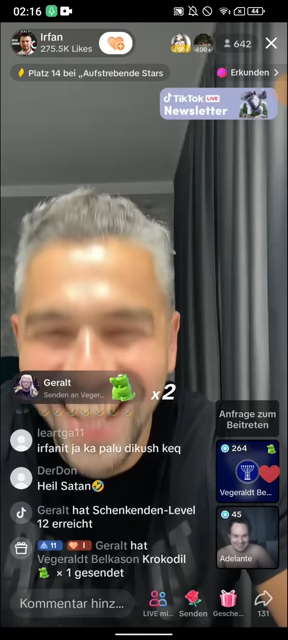 02:16
44
Irfan
275.5K Likes
400+
642
Platz 14 bei „Aufstrebende Stars
Erkunden >
TikTok LIVE
Newsletter
Geralt
Senden an Veger...
x2
Anfrage zum
Beitreten
leartga11
irfanit ja ka palu dikush keq
DerDon
Heil Satan🤣
Geralt hat Schenkenden-Level
12 erreicht
11 1 Geralt hat
Vegeraldt Belkason Krokodil
× 1 gesendet
264
Vegeraldt Be...
45
Adelante
Kommentar hinz...
LIVE mi...
Senden
Gesche...
131